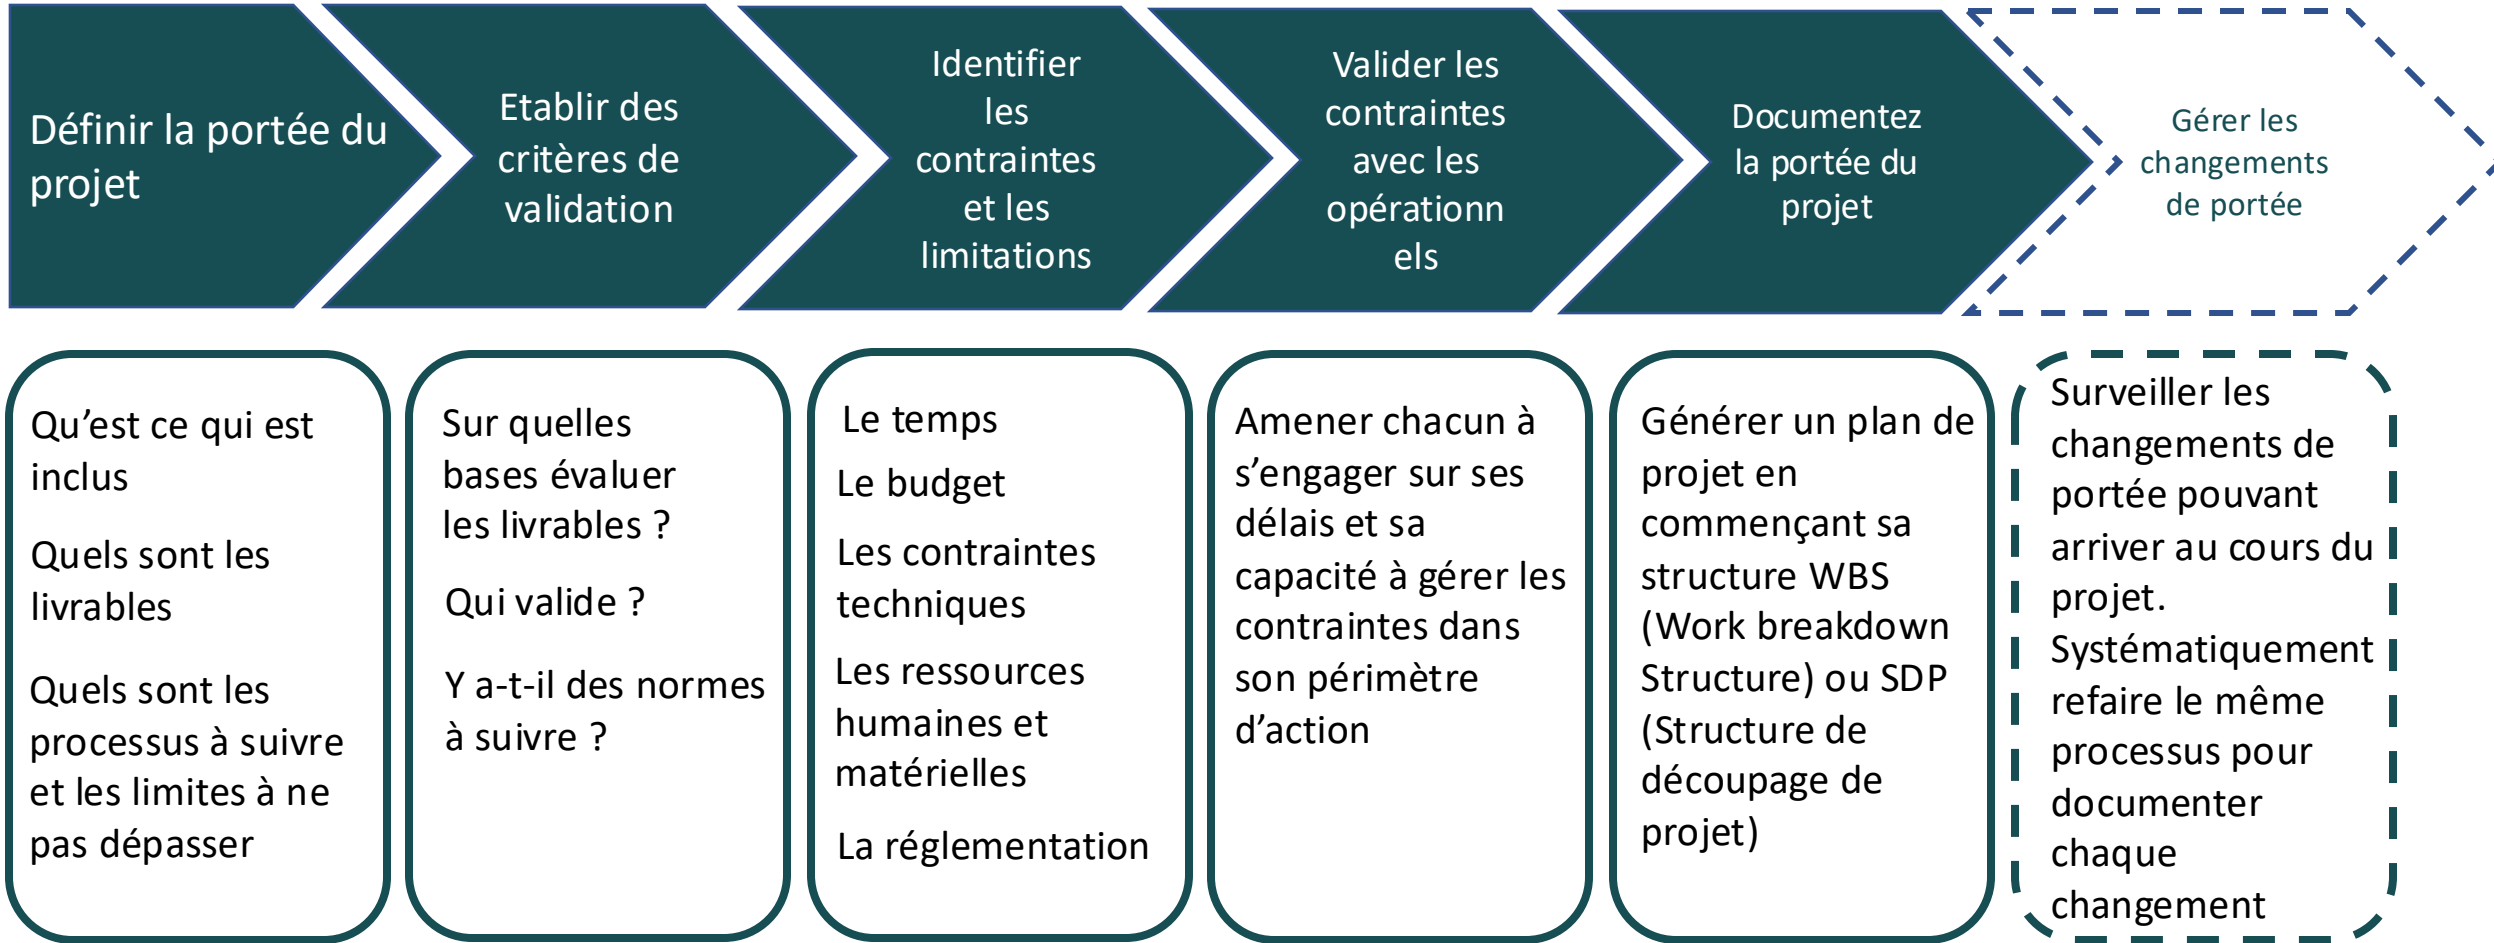 Définir la portée du
projet
Etablir des
critères de
validation
Identifier
les
contraintes
et les
limitations
Valider les
contraintes
avec les
opérationn
els
Documentez
la portée du
projet
Gérer les
changements
de portée
Qu’est ce qui est
inclus
Quels sont les
livrables
Quels sont les
processus à suivre
et les limites à ne
pas dépasser
Sur quelles
bases évaluer
les livrables ?
Qui valide ?
Y a-t-il des normes
à suivre ?
Le temps
Le budget
Les contraintes
techniques
Les ressources
humaines et
matérielles
La réglementation
Amener chacun à
s’engager sur ses
délais et sa
capacité à gérer les
contraintes dans
son périmètre
d’action
Générer un plan de
projet en
commençant sa
structure WBS
(Work breakdown
Structure) ou SDP
(Structure de
découpage de
projet)
Surveiller les
changements de
portée pouvant
arriver au cours du
projet.
Systématiquement
refaire le même
processus pour
documenter
chaque
changement